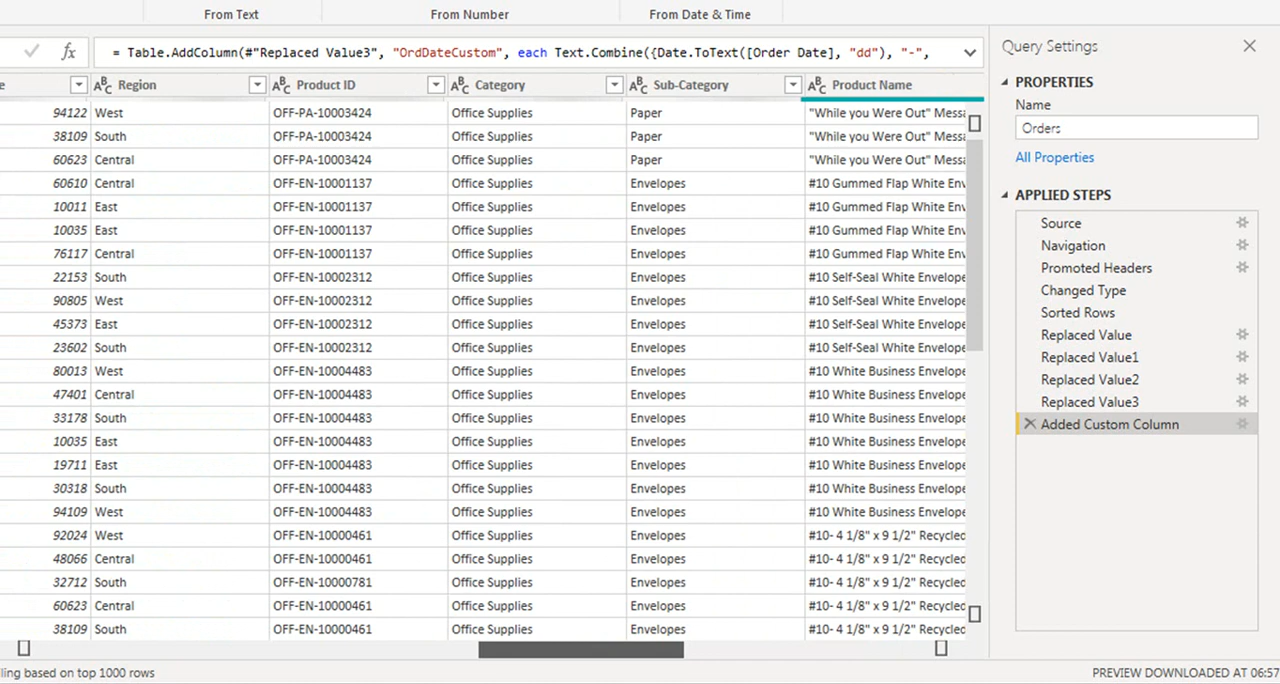 From Text From Number From Date & Time
fx = Table.AddColumn(#"Replaced Value3", "OrdDateCustom", each Text.Combine({Date.ToText([Order Date], "dd"), "-",
e ABC Region ABC Product ID ABC Category ABC Sub-Category ABC Product Name
94122 West OFF-PA-10003424 Office Supplies Paper "While you Were Out" Messa
38109 South OFF-PA-10003424 Office Supplies Paper "While you Were Out" Messa
60623 Central OFF-PA-10003424 Office Supplies Paper "While you Were Out" Messa
60610 Central OFF-EN-10001137 Office Supplies Envelopes #10 Gummed Flap White Env
10011 East OFF-EN-10001137 Office Supplies Envelopes #10 Gummed Flap White Env
10035 East OFF-EN-10001137 Office Supplies Envelopes #10 Gummed Flap White Env
76117 Central OFF-EN-10001137 Office Supplies Envelopes #10 Gummed Flap White Env
22153 South OFF-EN-10002312 Office Supplies Envelopes #10 Self-Seal White Envelope
90805 West OFF-EN-10002312 Office Supplies Envelopes #10 Self-Seal White Envelope
45373 East OFF-EN-10002312 Office Supplies Envelopes #10 Self-Seal White Envelope
23602 South OFF-EN-10002312 Office Supplies Envelopes #10 Self-Seal White Envelope
80013 West OFF-EN-10004483 Office Supplies Envelopes #10 White Business Envelope
47401 Central OFF-EN-10004483 Office Supplies Envelopes #10 White Business Envelope
33178 South OFF-EN-10004483 Office Supplies Envelopes #10 White Business Envelope
10035 East OFF-EN-10004483 Office Supplies Envelopes #10 White Business Envelope
19711 East OFF-EN-10004483 Office Supplies Envelopes #10 White Business Envelope
30318 South OFF-EN-10004483 Office Supplies Envelopes #10 White Business Envelope
94109 West OFF-EN-10004483 Office Supplies Envelopes #10 White Business Envelope
92024 West OFF-EN-10000461 Office Supplies Envelopes #10- 4 1/8" x 9 1/2" Recycled
48066 Central OFF-EN-10000461 Office Supplies Envelopes #10- 4 1/8" x 9 1/2" Recycled
32712 South OFF-EN-10000781 Office Supplies Envelopes #10- 4 1/8" x 9 1/2" Recycled
60623 Central OFF-EN-10000461 Office Supplies Envelopes #10- 4 1/8" x 9 1/2" Recycled
38109 South OFF-EN-10000461 Office Supplies Envelopes #10- 4 1/8" x 9 1/2" Recycled
Query Settings
PROPERTIES
Name
Orders
All Properties
APPLIED STEPS
Source
Navigation
Promoted Headers
Changed Type
Sorted Rows
Replaced Value
Replaced Value1
Replaced Value2
Replaced Value3
Added Custom Column
ling based on top 1000 rows PREVIEW DOWNLOADED AT 06:57